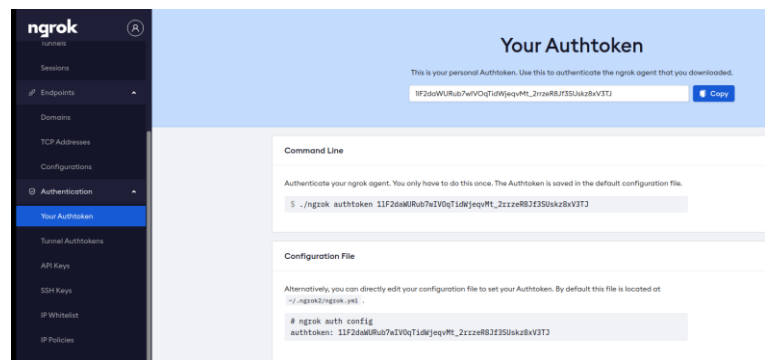 ngrok
Tunnels
Sessions
Endpoints
Domains
TCP Addresses
Configurations
Authentication
Your Authtoken
Tunnel Authtokens
API Keys
SSH Keys
IP Whitelist
IP Policies
Your Authtoken
This is your personal Authtoken. Use this to authenticate the ngrok agent that you downloaded.
1lF2daWURub7wIVOqTidWjeqvMt_2rrzeR8Jf3SUskz8xV3TJ
Copy
Command Line
Authenticate your ngrok agent. You only have to do this once. The Authtoken is saved in the default configuration file.
$ ./ngrok authtoken 1lF2daWURub7wIVOqTidWjeqvMt_2rrzeR8Jf3SUskz8xV3TJ
Configuration File
Alternatively, you can directly edit your configuration file to set your Authtoken. By default this file is located at
~/.ngrok2/ngrok.yml .
# ngrok auth config
authtoken: 1lF2daWURub7wIVOqTidWjeqvMt_2rrzeR8Jf3SUskz8xV3TJ